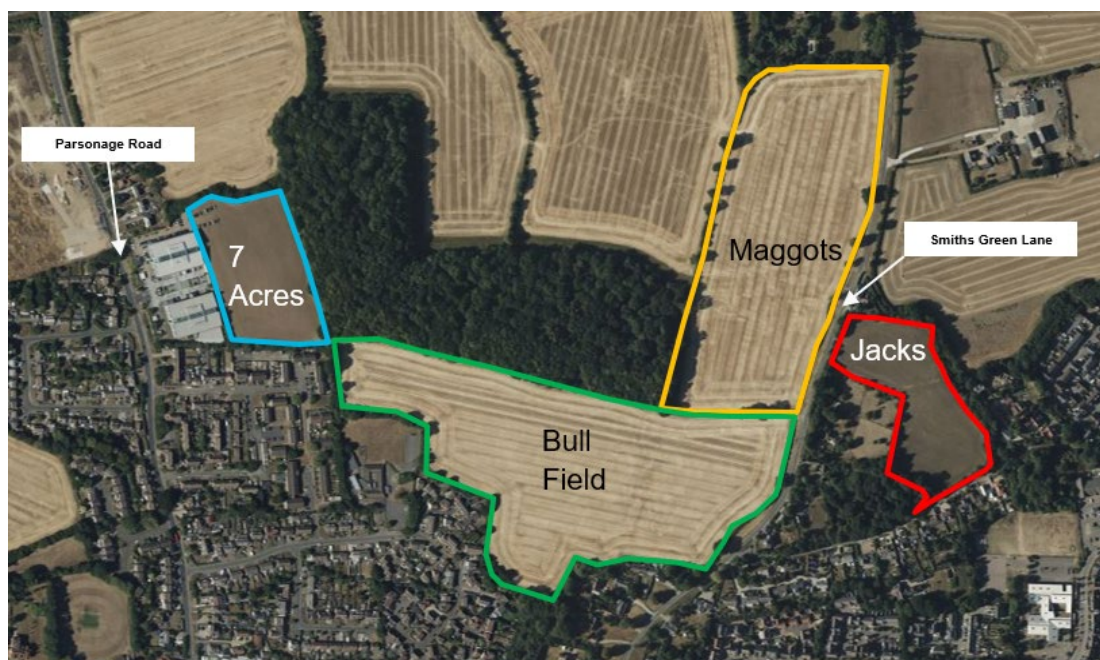 Parsonage Road
7
Acres
Maggots
Smiths Green Lane
Jacks
Bull
Field